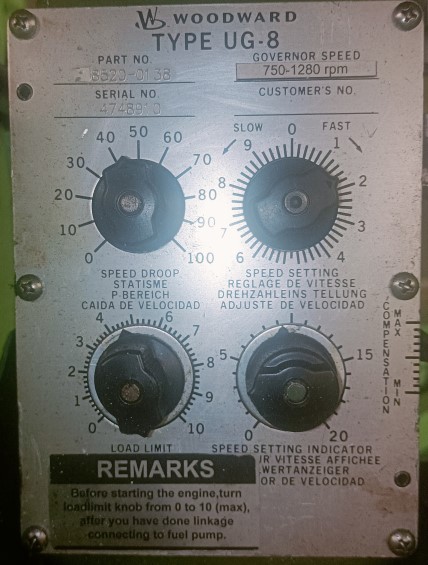 WOODWARD
TYPE UG-8
PART NO.
GOVERNOR SPEED
750-1280 rpm
SERIAL NO.
CUSTOMER'S NO.
SLOW
FAST
0 10 20 30 40 50 60 70 80 90 100
0 1 2 3 4 6 7 8 9
SPEED DROOP
STATISME
P-BEREICH
CAIDA DE VELOCIDAD
SPEED SETTING
REGLAGE DE VITESSE
DREHZAHLEINS TELLUNG
ADJUSTE DE VELOCIDAD
0 1 2 3 4 6 7 8 9 10
0 5 15 20
COMPENSATION
MAX
MIN
LOAD LIMIT
SPEED SETTING INDICATOR
UR VITESSE AFFICHEE
WERTANZEIGER
OR DE VELOCIDAD
REMARKS
Before starting the engine,turn
loadlimit knob from 0 to 10 (max),
after you have done linkage
connecting to fuel pump.